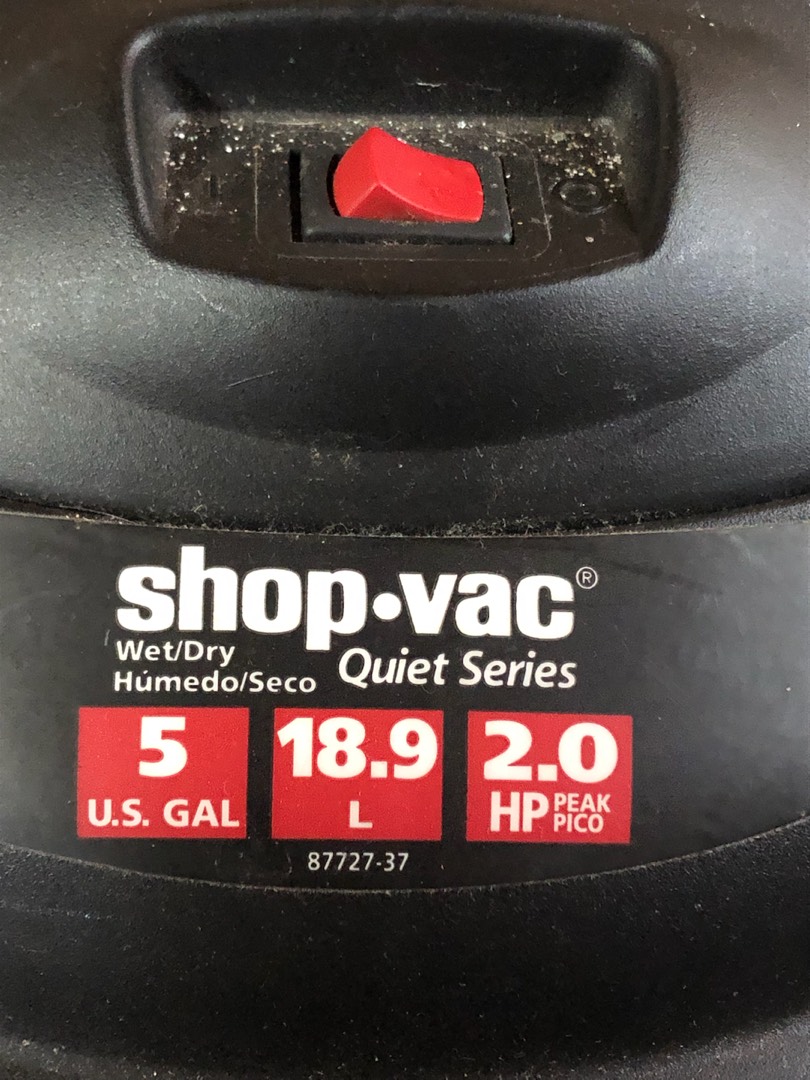 shop•vac®
Wet/Dry
Húmedo/Seco
Quiet Series
5
U.S. GAL
18.9
L
2.0
HP PEAK
PICO
87727-37